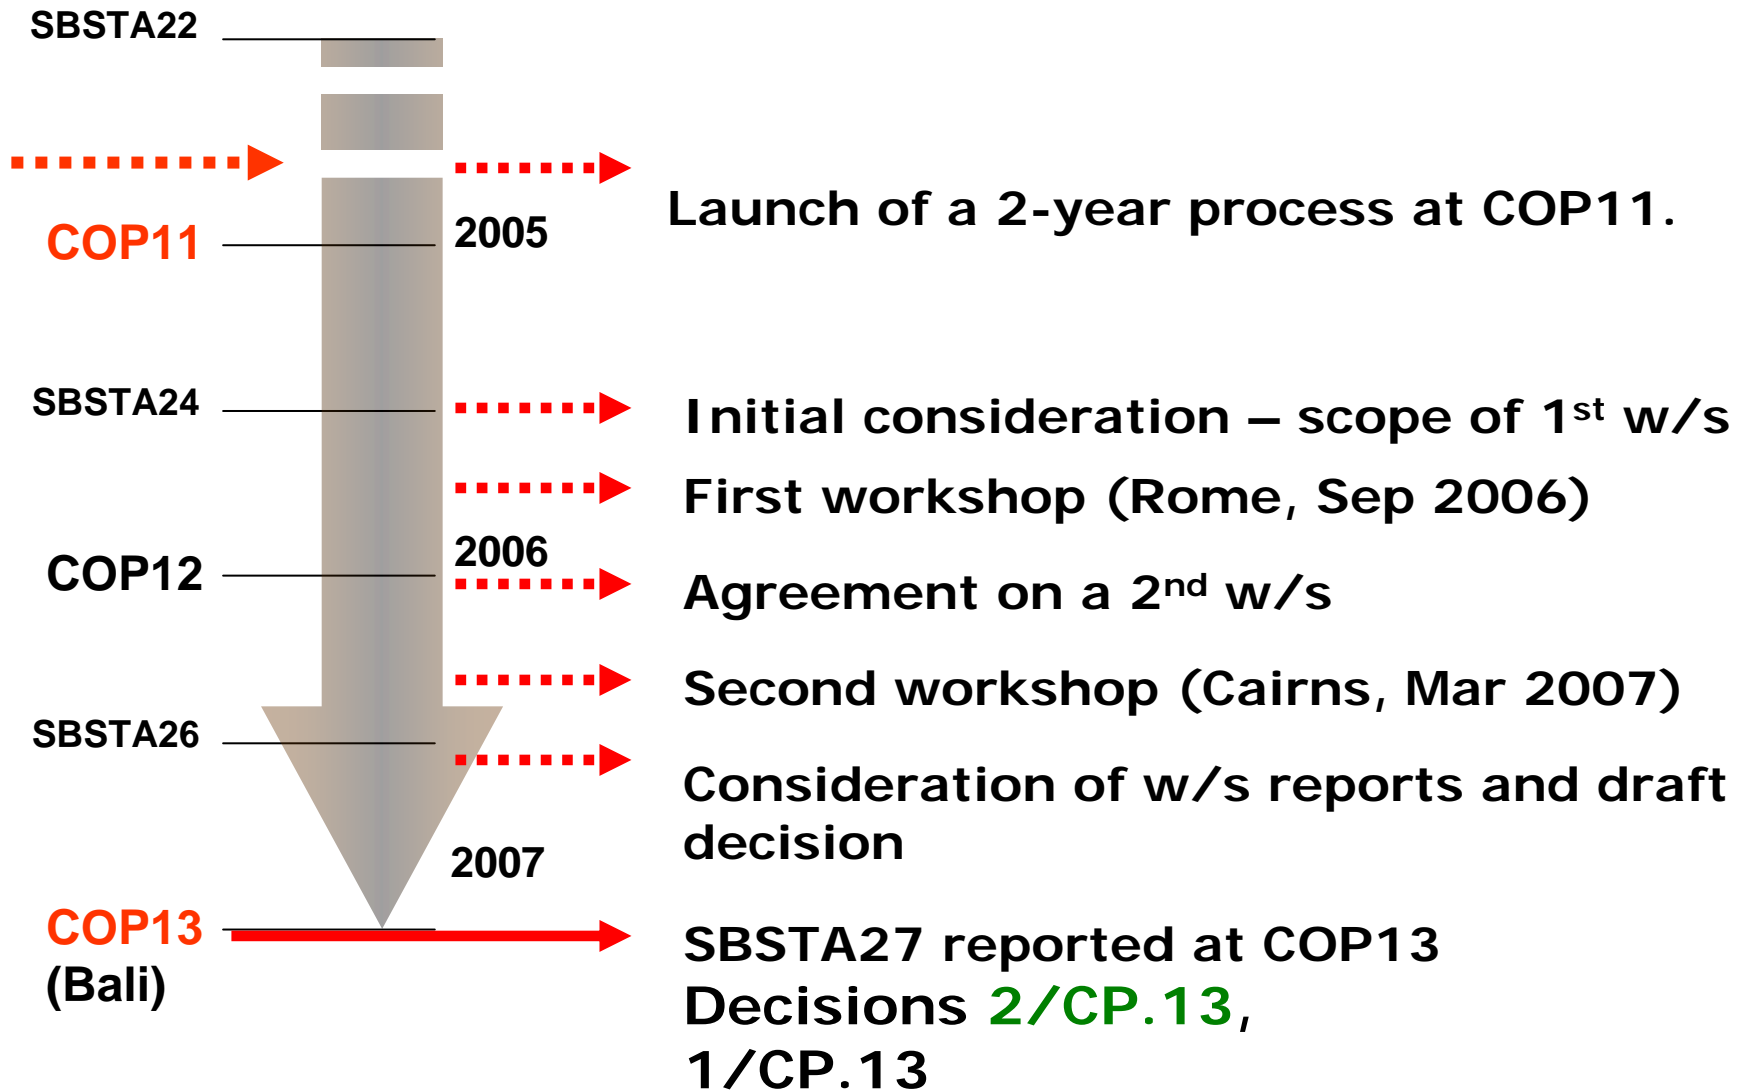 SBSTA22
Launch of a 2-year process at COP11.
COP11
2005
SBSTA24
Initial consideration – scope of 1st w/s
First workshop (Rome, Sep 2006)
2006
COP12
Agreement on a 2nd w/s
Second workshop (Cairns, Mar 2007)
SBSTA26
Consideration of w/s reports and draft
decision
2007
COP13
(Bali)
SBSTA27 reported at COP13
Decisions 2/CP.13,
1/CP.13